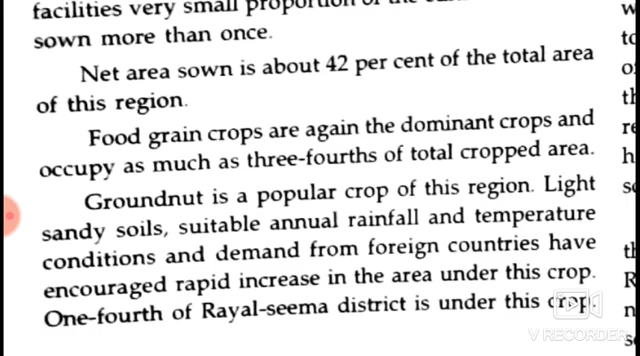 facilities very small proportion of the
sown more than once.
Net area sown is about 42 per cent of the total area
of this region.
Food grain crops are again the dominant crops and
occupy as much as three-fourths of total cropped area.
Groundnut is a popular crop of this region. Light
sandy soils, suitable annual rainfall and temperature
conditions and demand from foreign countries have
encouraged rapid increase in the area under this crop.
One-fourth of Rayal-seema district is under this crop.
V RECORDER